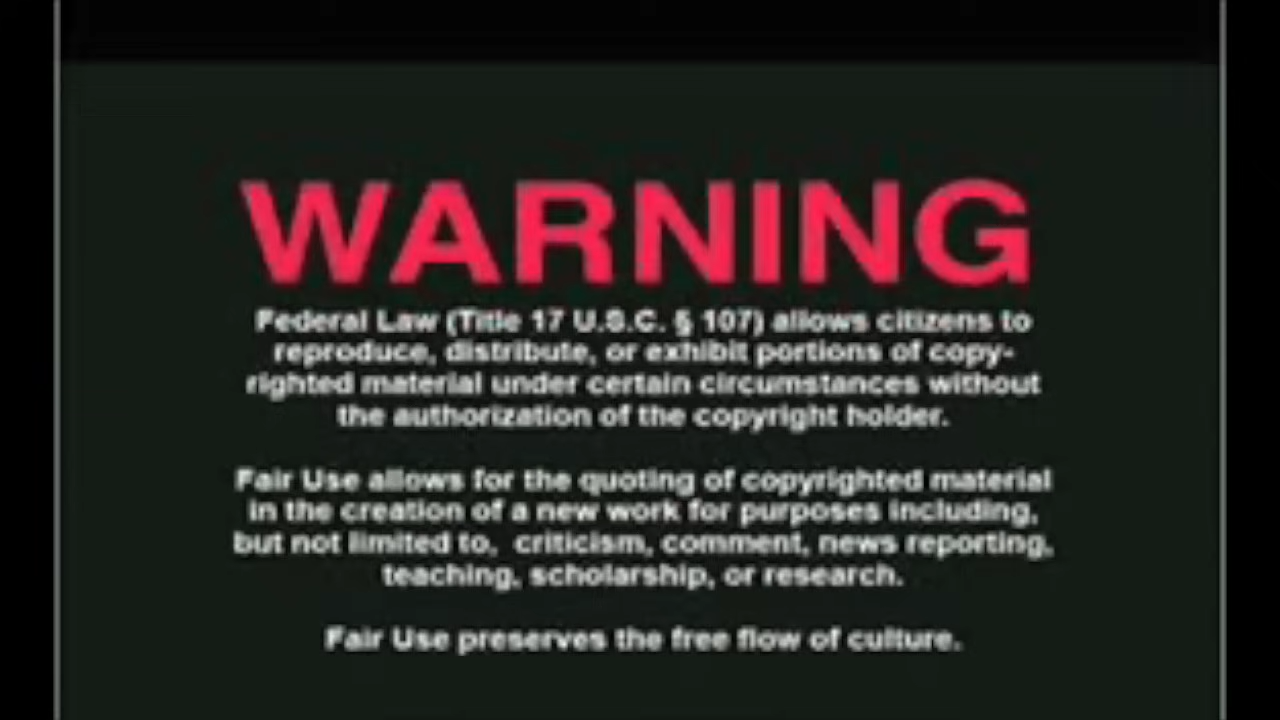 WARNING
Federal Law (Title 17 U.S.C. § 107) allows citizens to
reproduce, distribute, or exhibit portions of copy-
righted material under certain circumstances without
the authorization of the copyright holder.
Fair Use allows for the quoting of copyrighted material
in the creation of a new work for purposes including,
but not limited to,  criticism, comment, news reporting,
teaching, scholarship, or research.
Fair Use preserves the free flow of culture.